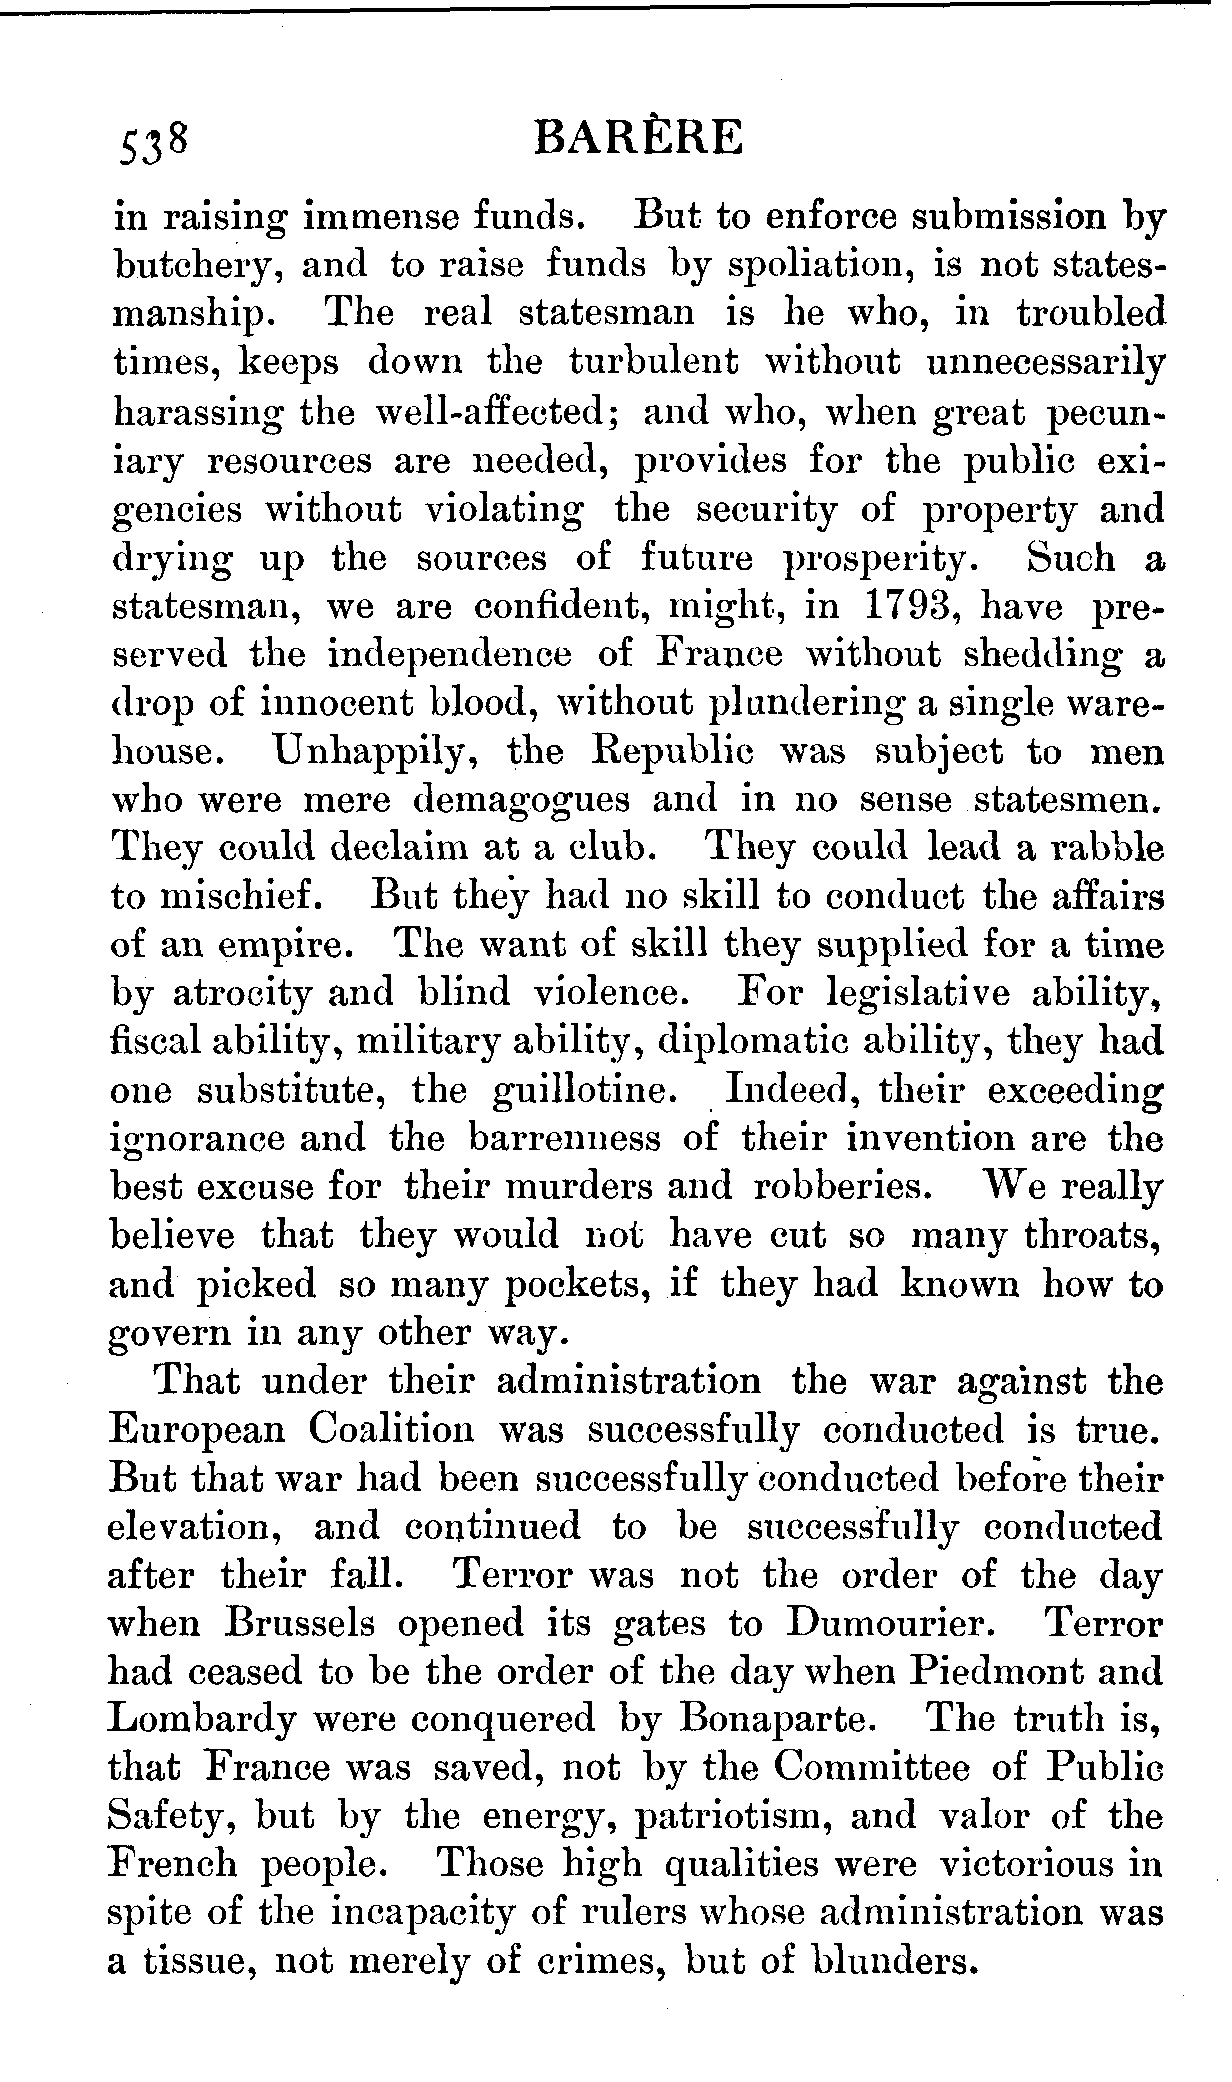 538 BARÈRE
in raising immense funds. But to enforce submission by
butchery, and to raise funds by spoliation, is not states-
manship. The real statesman is he who, in troubled
times, keeps down the turbulent without unnecessarily
harassing the well-affected; and who, when great pecun-
iary resources are needed, provides for the public exi-
gencies without violating the security of property and
drying up the sources of future prosperity. Such a
statesman, we are confident, might, in 1793, have pre-
served the independence of France without shedding a
drop of innocent blood, without plundering a single ware-
house. Unhappily, the Republic was subject to men
who were mere demagogues and in no sense statesmen.
They could declaim at a club. They could lead a rabble
to mischief. But they had no skill to conduct the affairs
of an empire. The want of skill they supplied for a time
by atrocity and blind violence. For legislative ability,
fiscal ability, military ability, diplomatic ability, they had
one substitute, the guillotine. Indeed, their exceeding
ignorance and the barrenness of their invention are the
best excuse for their murders and robberies. We really
believe that they would not have cut so many throats,
and picked so many pockets, if they had known how to
govern in any other way.
That under their administration the war against the
European Coalition was successfully conducted is true.
But that war had been successfully conducted before their
elevation, and continued to be successfully conducted
after their fall. Terror was not the order of the day
when Brussels opened its gates to Dumourier. Terror
had ceased to be the order of the day when Piedmont and
Lombardy were conquered by Bonaparte. The truth is,
that France was saved, not by the Committee of Public
Safety, but by the energy, patriotism, and valor of the
French people. Those high qualities were victorious in
spite of the incapacity of rulers whose administration was
a tissue, not merely of crimes, but of blunders.